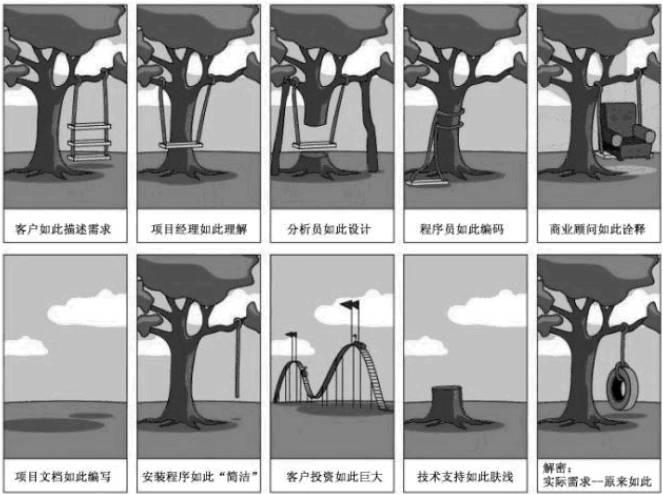 客户如此描述需求
项目经理如此理解
分析员如此设计
程序员如此编码
商业顾问如此诠释
项目文档如此编写
安装程序如此“简洁”
客户投资如此巨大
技术支持如此肤浅
解密：
实际需求--原来如此